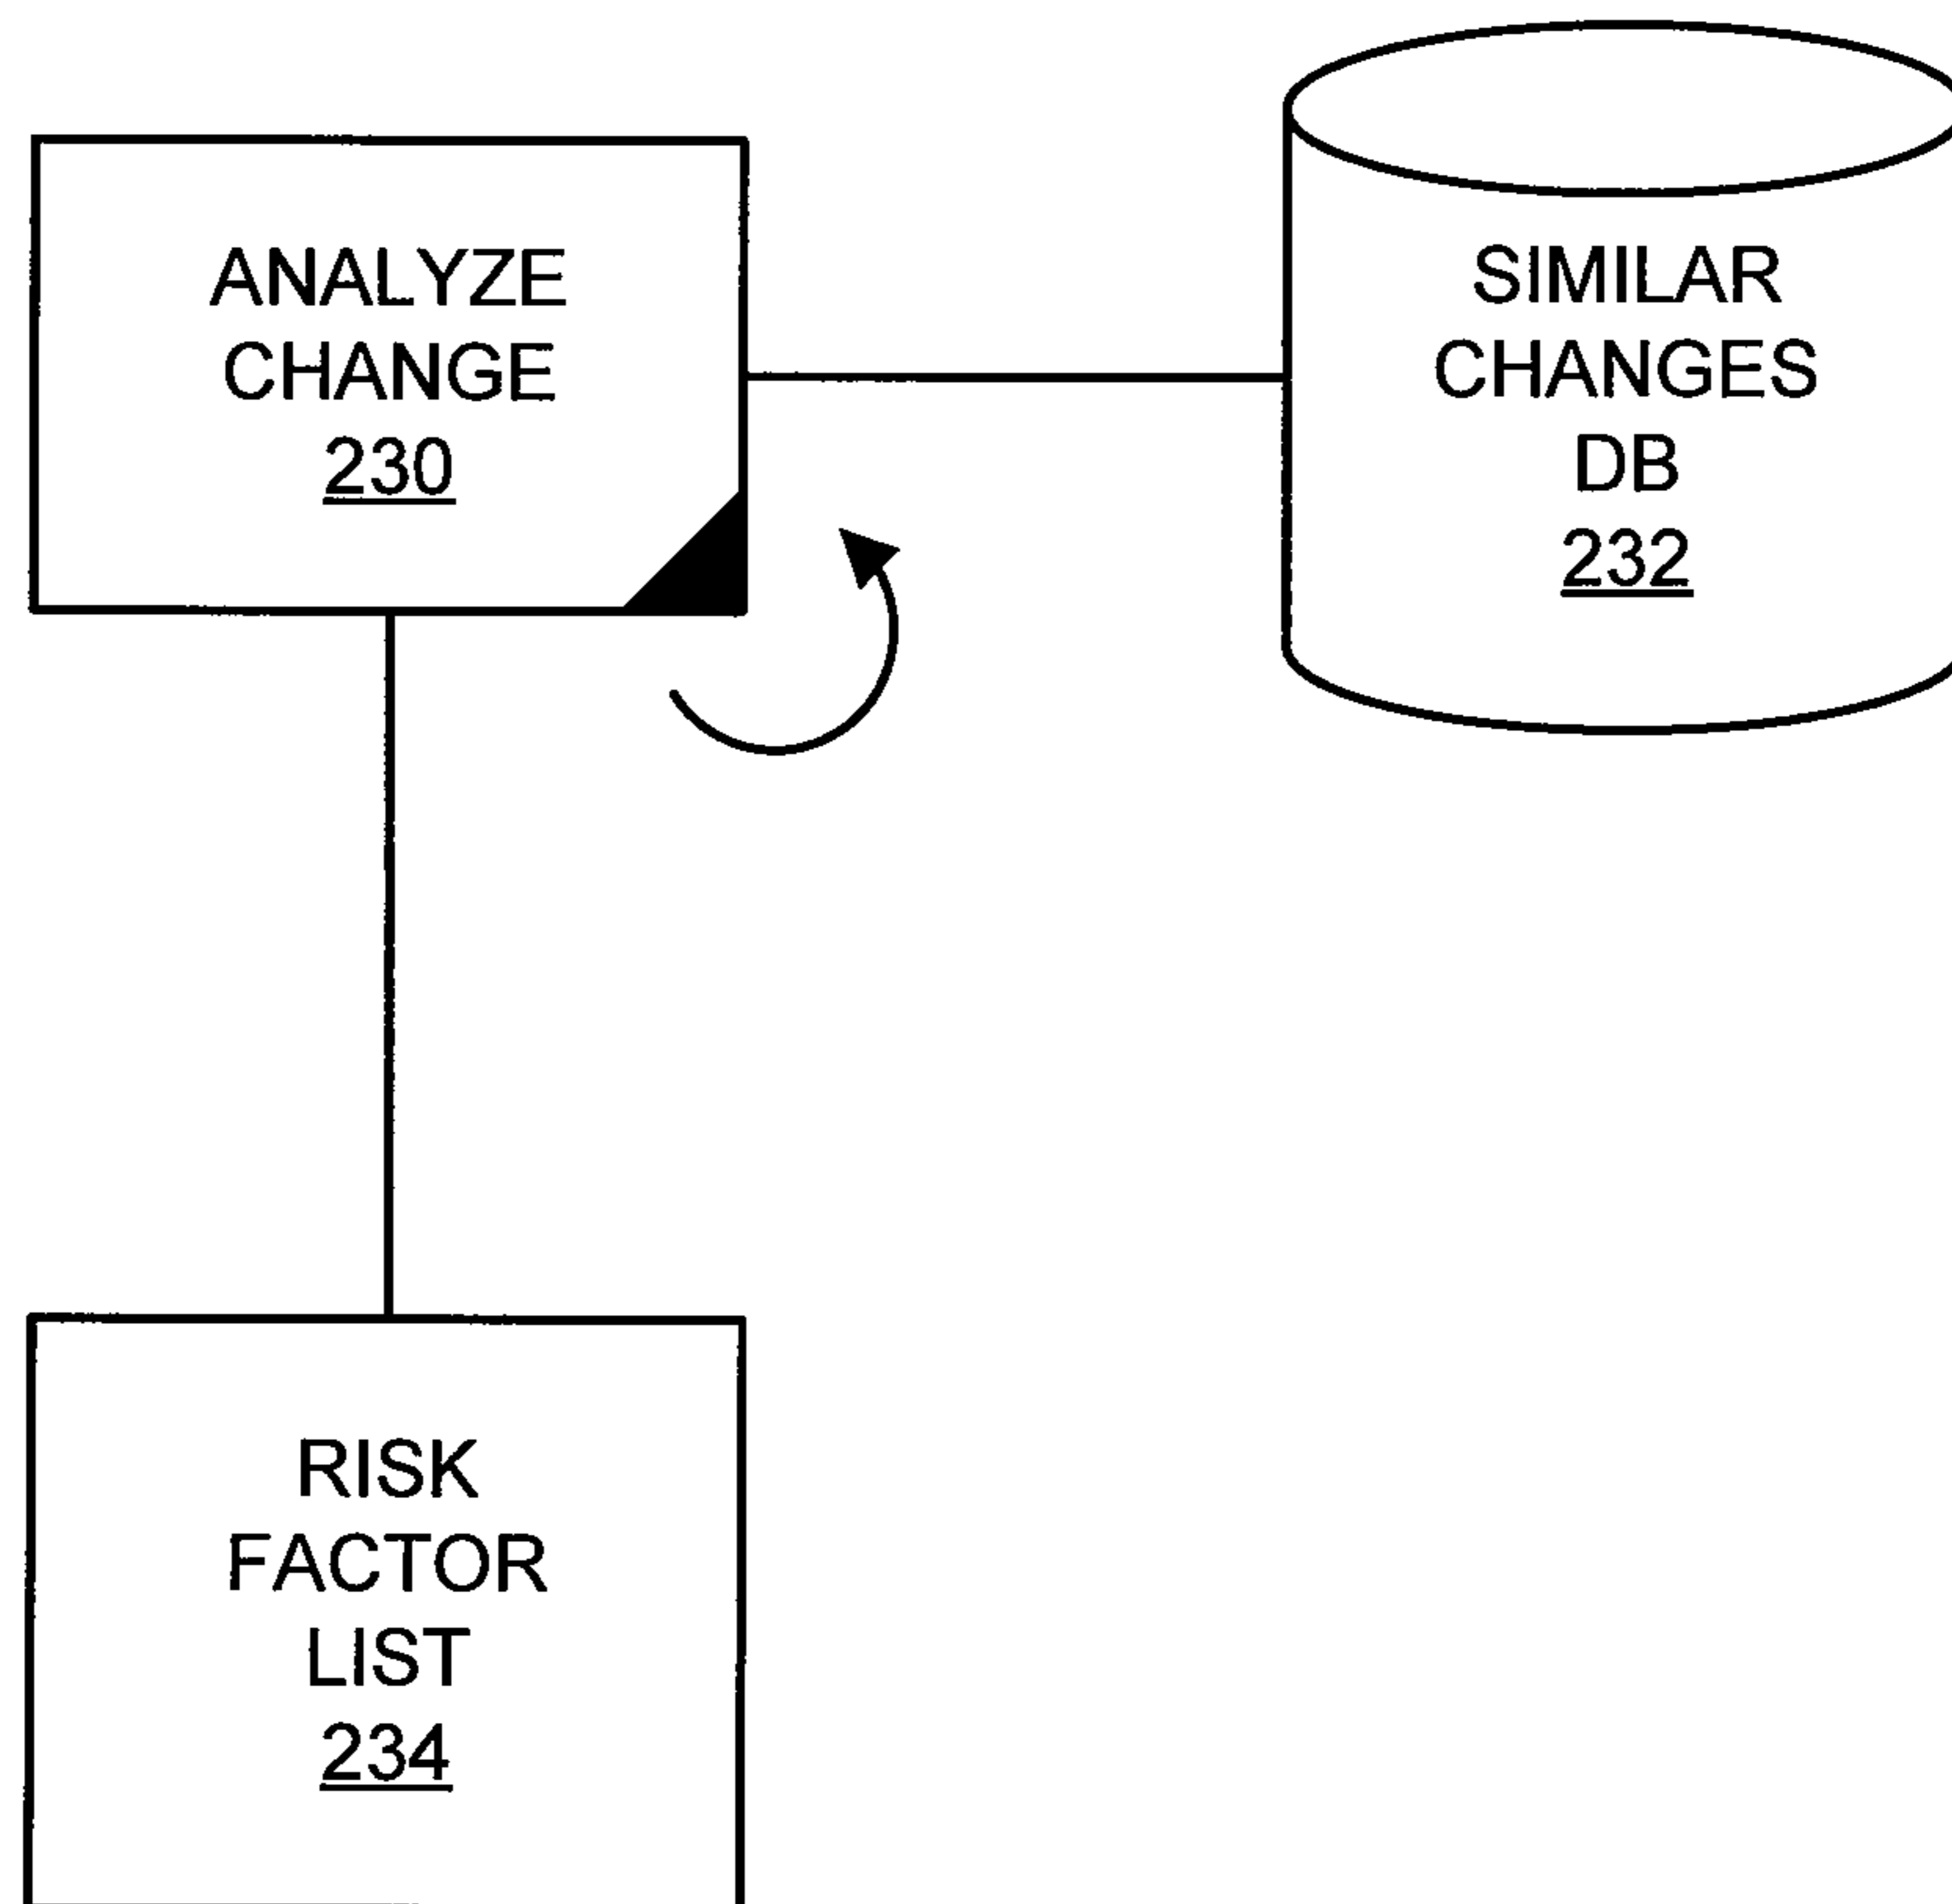 ANALYZE
CHANGE
230
SIMILAR
CHANGES
DB
232
RISK
FACTOR
LIST
234